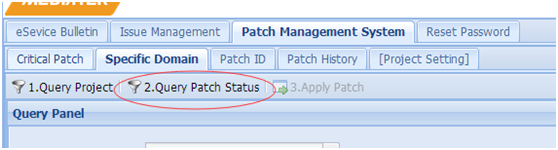 MEDIATEK
eSevice Bulletin Issue Management Patch Management System Reset Password
Critical Patch Specific Domain Patch ID Patch History [Project Setting]
1.Query Project 2.Query Patch Status 3.Apply Patch
Query Panel